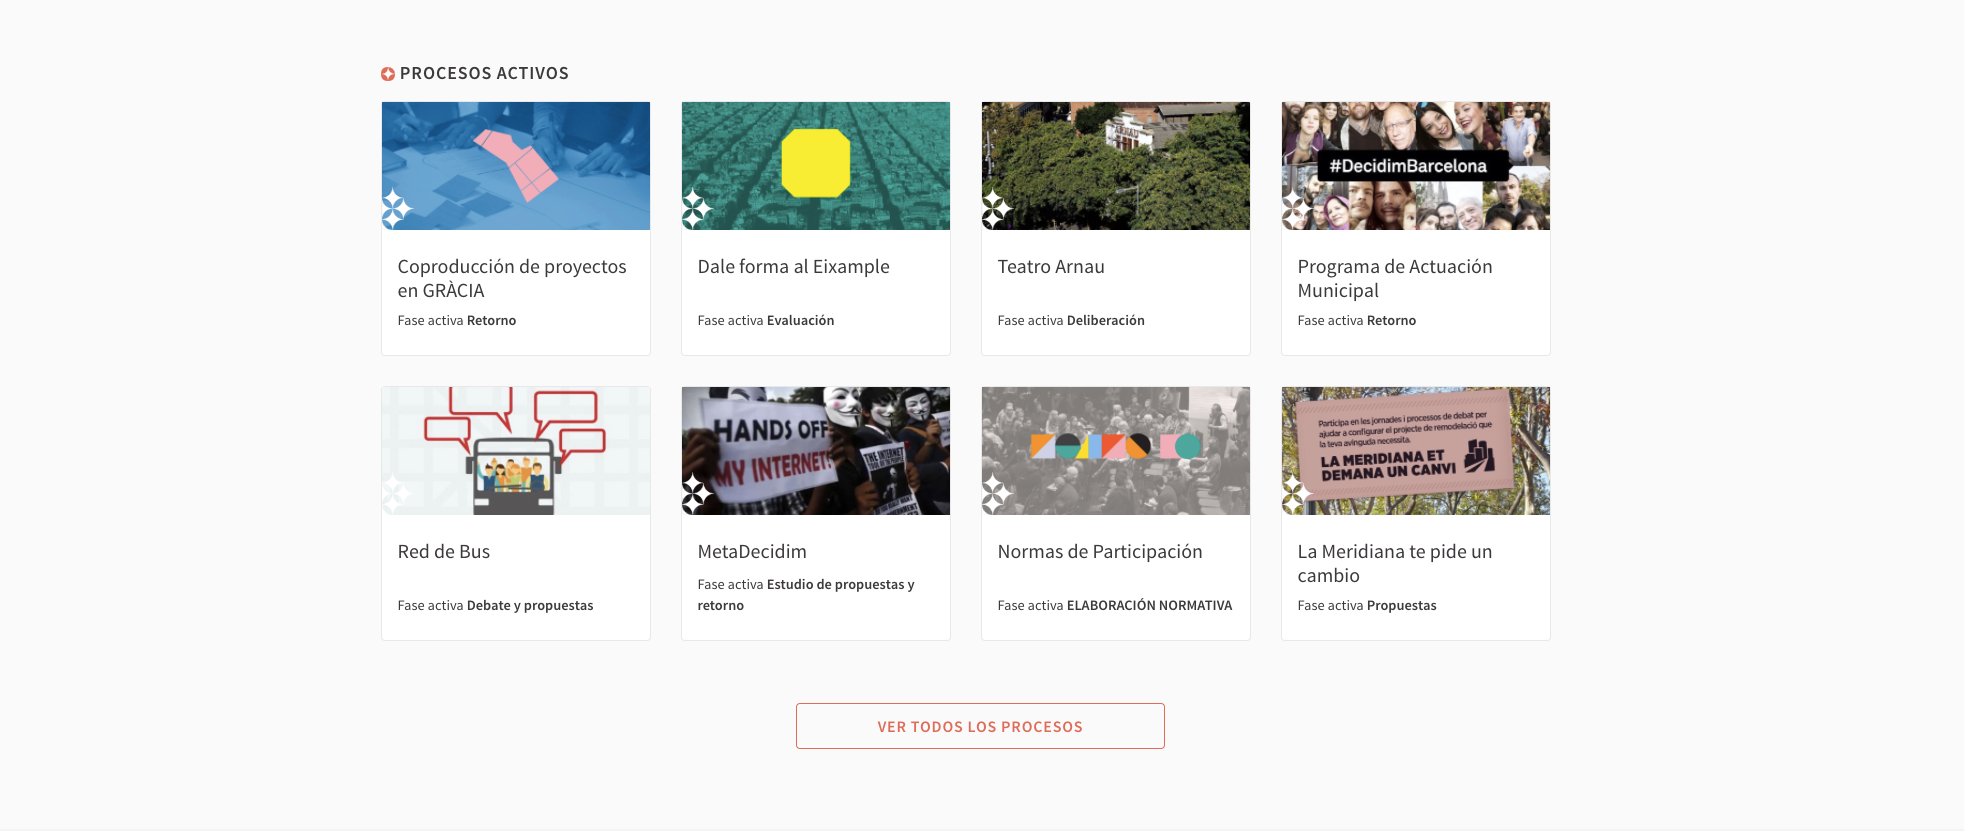 PROCESOS ACTIVOS
ARNAU
#DecidimBarcelona
Coproducción de proyectos
en GRÀCIA
Fase activa Retorno
Dale forma al Eixample
Fase activa Evaluación
Teatro Arnau
Fase activa Deliberación
Programa de Actuación
Municipal
Fase activa Retorno
HANDS OFF
MY INTERNET!
THE INTERNET
Participa en les jornades i processos de debat per
ajudar a configurar el projecte de remodelació que
la teva avinguda necessita.
LA MERIDIANA ET
DEMANA UN CANVI
Red de Bus
Fase activa Debate y propuestas
MetaDecidim
Fase activa Estudio de propuestas y
retorno
Normas de Participación
Fase activa ELABORACIÓN NORMATIVA
La Meridiana te pide un
cambio
Fase activa Propuestas
VER TODOS LOS PROCESOS